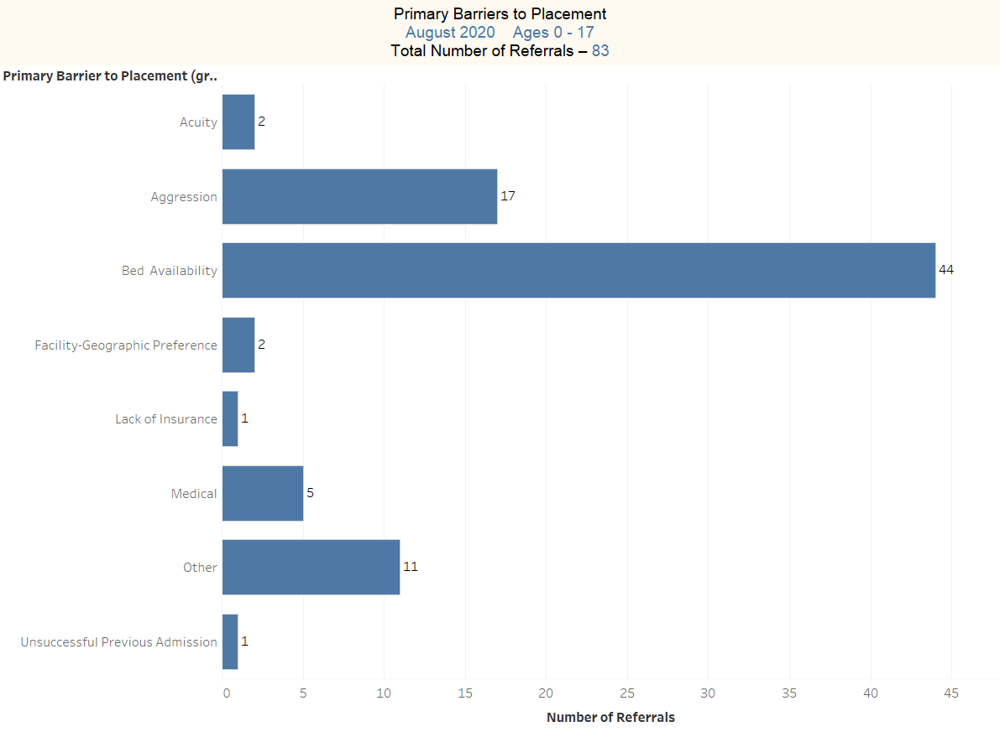 Primary Barriers to Placement
August 2020 Ages 0 - 17
Total Number of Referrals – 83
Primary Barrier to Placement (gr..
Acuity 2
Aggression 17
Bed Availability 44
Facility-Geographic Preference 2
Lack of Insurance 1
Medical 5
Other 11
Unsuccessful Previous Admission 1
0 5 10 15 20 25 30 35 40 45
Number of Referrals